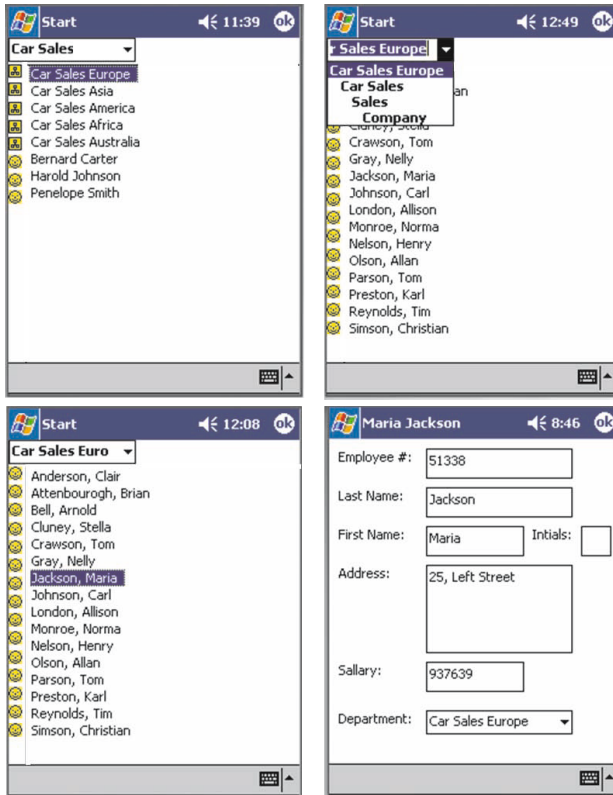 Start 11:39 ok
Car Sales
Car Sales Europe
Car Sales Asia
Car Sales America
Car Sales Africa
Car Sales Australia
Bernard Carter
Harold Johnson
Penelope Smith
Start 12:49 ok
r Sales Europe
Car Sales Europe
Car Sales
Sales
Company
Crawson, Tom
Gray, Nelly
Jackson, Maria
Johnson, Carl
London, Allison
Monroe, Norma
Nelson, Henry
Olson, Allan
Parson, Tom
Preston, Karl
Reynolds, Tim
Simson, Christian
Start 12:08 ok
Car Sales Euro
Anderson, Clair
Attenbourogh, Brian
Bell, Arnold
Cluney, Stella
Crawson, Tom
Gray, Nelly
Jackson, Maria
Johnson, Carl
London, Allison
Monroe, Norma
Nelson, Henry
Olson, Allan
Parson, Tom
Preston, Karl
Reynolds, Tim
Simson, Christian
Maria Jackson 8:46 ok
Employee #: 51338
Last Name: Jackson
First Name: Maria Intials:
Address: 25, Left Street
Sallary: 937639
Department: Car Sales Europe